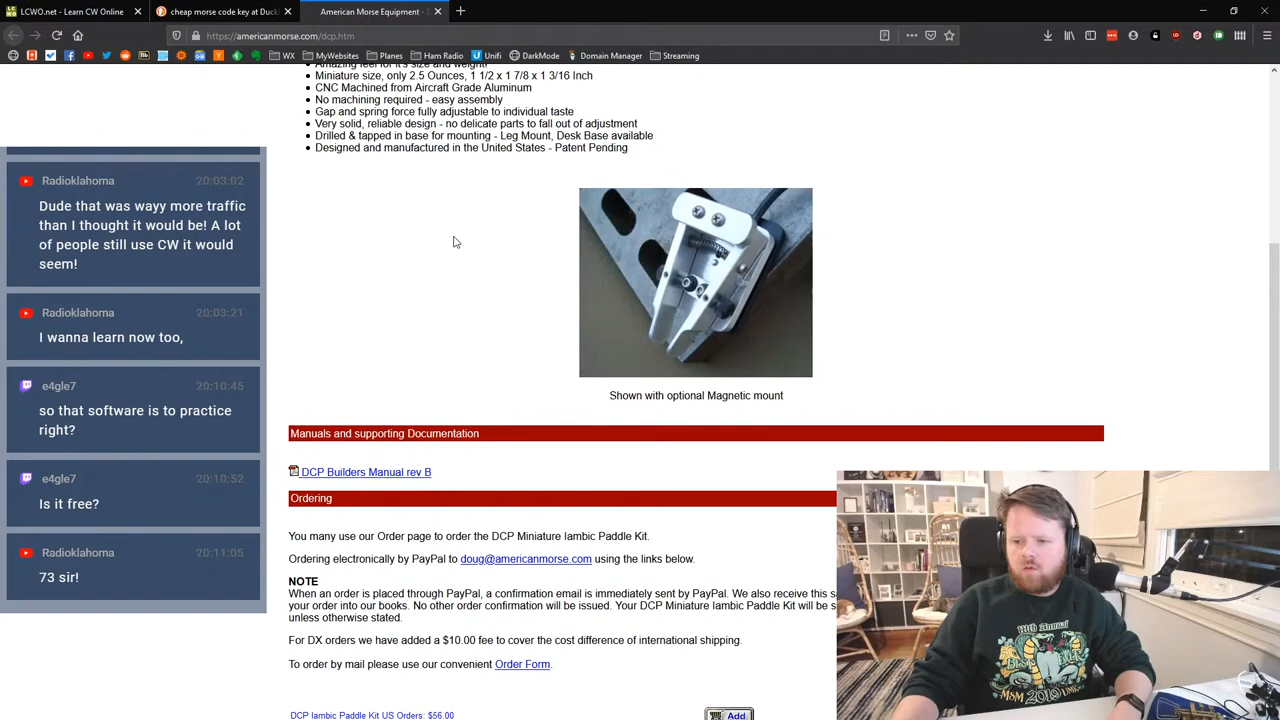 LCWO.net - Learn CW Online
cheap morse code key at Duck
American Morse Equipment -
https://americanmorse.com/dcp.htm
WX
MyWebsites
Planes
Ham Radio
Unifi
DarkMode
Domain Manager
Streaming
Amazing feel for it's size and weight!
Miniature size, only 2.5 Ounces, 1 1/2 x 1 7/8 x 1 3/16 Inch
CNC Machined from Aircraft Grade Aluminum
No machining required - easy assembly
Gap and spring force fully adjustable to individual taste
Very solid, reliable design - no delicate parts to fall out of adjustment
Drilled & tapped in base for mounting - Leg Mount, Desk Base available
Designed and manufactured in the United States - Patent Pending
Radioklahorna 20:03:02
Dude that was wayy more traffic
than I thought it would be! A lot
of people still use CW it would
seem!
Radioklahorna 20:03:21
I wanna learn now too,
e4gle7 20:10:45
so that software is to practice
right?
e4gle7 20:10:52
Is it free?
Radioklahorna 20:11:05
73 sir!
Shown with optional Magnetic mount
Manuals and supporting Documentation
DCP Builders Manual rev B
Ordering
You many use our Order page to order the DCP Miniature Iambic Paddle Kit.
Ordering electronically by PayPal to doug@americanmorse.com using the links below.
NOTE
When an order is placed through PayPal, a confirmation email is immediately sent by PayPal. We also receive this sa
your order into our books. No other order confirmation will be issued. Your DCP Miniature Iambic Paddle Kit will be s
unless otherwise stated.
For DX orders we have added a $10.00 fee to cover the cost difference of international shipping.
To order by mail please use our convenient Order Form.
DCP Iambic Paddle Kit US Orders: $56.00
Add
11th Annual
MSM 2019 UMK